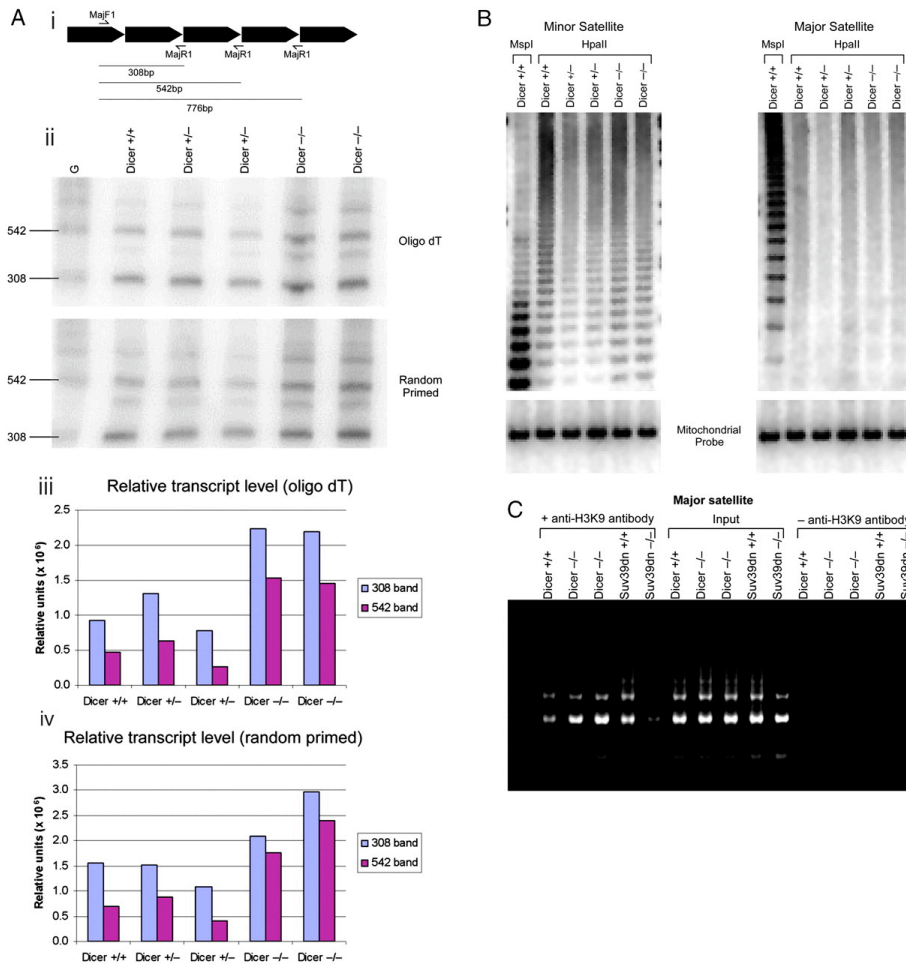 A
i
MajF1
MajR1
MajR1
MajR1
308bp
542bp
776bp
ii
G
Dicer +/+
Dicer +/–
Dicer +/–
Dicer –/–
Dicer –/–
542
308
Oligo dT
542
308
Random
Primed
iii
Relative transcript level (oligo dT)
Relative units (x 10⁶)
2.5
2.0
1.5
1.0
0.5
0.0
308 band
542 band
Dicer +/+ Dicer +/– Dicer +/– Dicer –/– Dicer –/–
iv
Relative transcript level (random primed)
Relative units (x 10⁶)
3.5
3.0
2.5
2.0
1.5
1.0
0.5
0.0
308 band
542 band
Dicer +/+ Dicer +/– Dicer +/– Dicer –/– Dicer –/–
B
Minor Satellite
MspI HpaII
Dicer +/+
Dicer +/+
Dicer +/–
Dicer +/–
Dicer –/–
Dicer –/–
Major Satellite
MspI HpaII
Dicer +/+
Dicer +/+
Dicer +/–
Dicer +/–
Dicer –/–
Dicer –/–
Mitochondrial
Probe
C
Major satellite
+ anti-H3K9 antibody
Input
– anti-H3K9 antibody
Dicer +/+
Dicer –/–
Dicer –/–
Suv39dn +/+
Suv39dn –/–
Dicer +/+
Dicer –/–
Dicer –/–
Suv39dn +/+
Suv39dn –/–
Dicer +/+
Dicer –/–
Dicer –/–
Suv39dn +/+